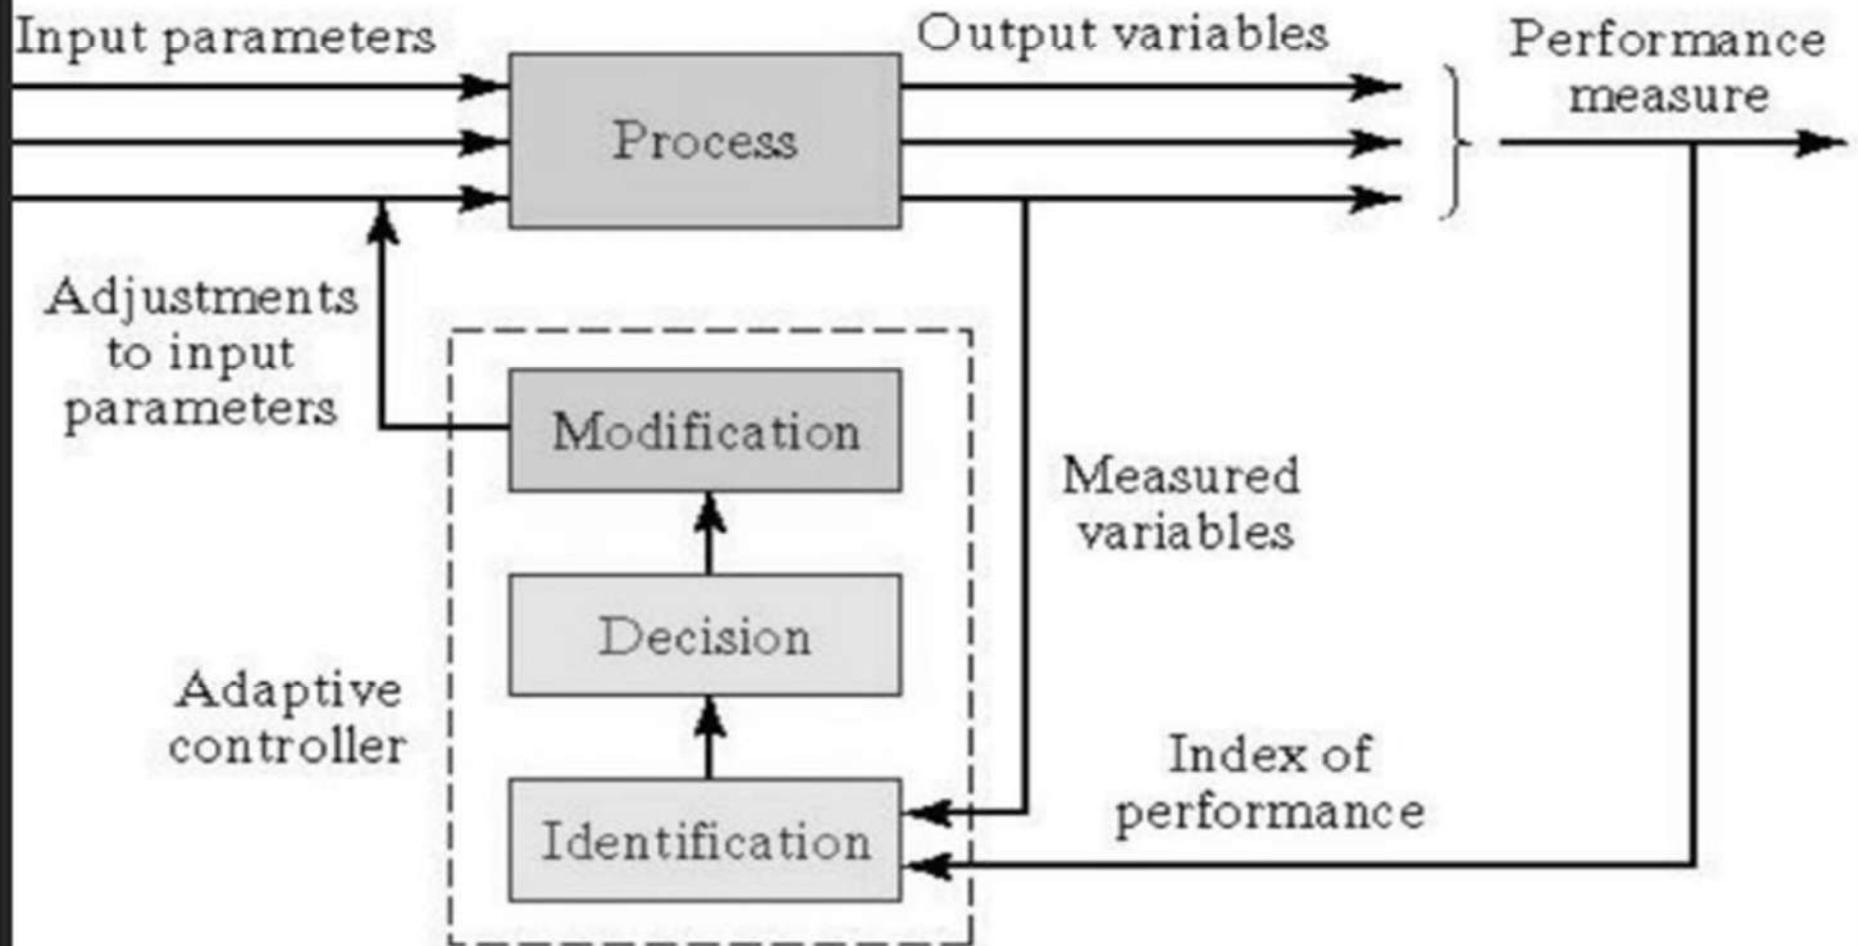 Input parameters
Output variables
Performance
measure
Process
Adjustments
to input
parameters
Modification
Measured
variables
Decision
Adaptive
controller
Index of
performance
Identification